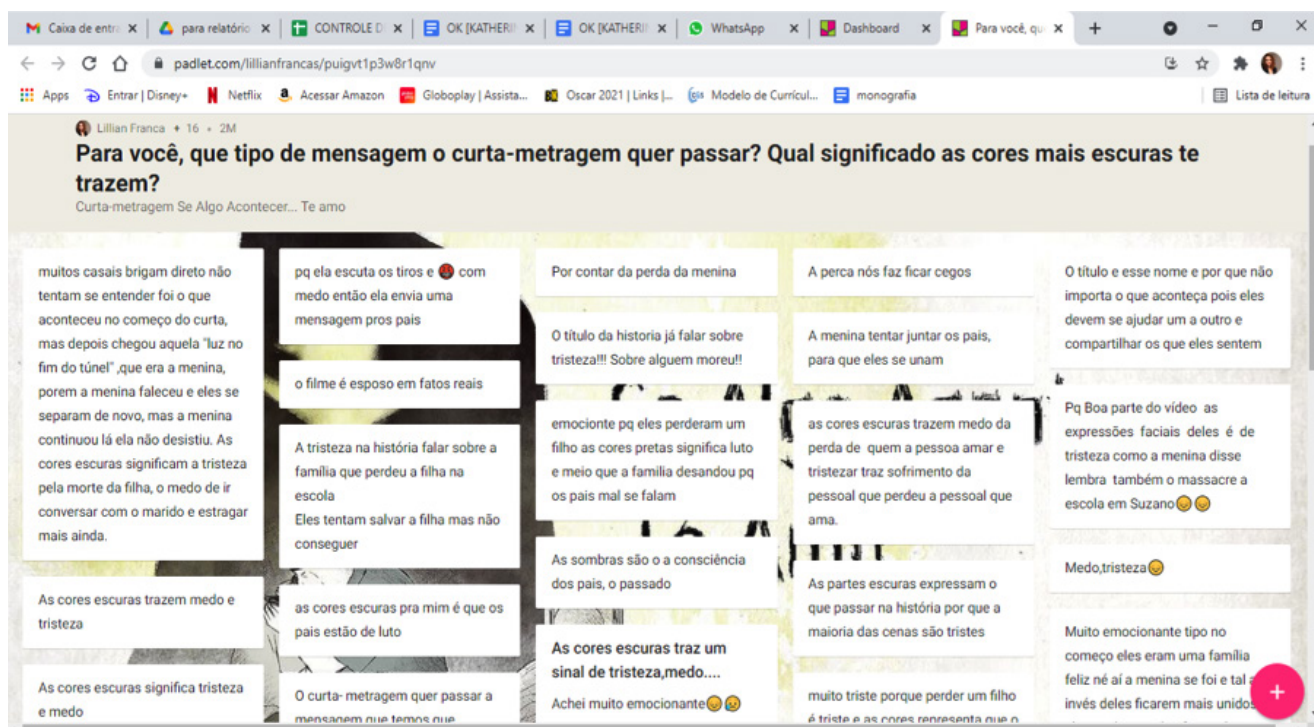 Caixa de entra
para relatório
CONTROLE D
OK [KATHERIN
OK [KATHERIN
WhatsApp
Dashboard
Para você, qu
padlet.com/lillianfrancas/puigvt1p3w8r1qnv
Apps
Entrar | Disney+
Netflix
Acessar Amazon
Globoplay | Assista...
Oscar 2021 | Links |...
Modelo de Currícul...
monografia
Lista de leitura
Lillian Franca + 16 • 2M
Para você, que tipo de mensagem o curta-metragem quer passar? Qual significado as cores mais escuras te
trazem?
Curta-metragem Se Algo Acontecer... Te amo
muitos casais brigam direto não
tentam se entender foi o que
aconteceu no começo do curta,
mas depois chegou aquela "luz no
fim do túnel" ,que era a menina,
porem a menina faleceu e eles se
separam de novo, mas a menina
continuou lá ela não desistiu. As
cores escuras significam a tristeza
pela morte da filha, o medo de ir
conversar com o marido e estragar
mais ainda.
As cores escuras trazem medo e
tristeza
As cores escuras significa tristeza
e medo
pq ela escuta os tiros e com
medo então ela envia uma
mensagem pros pais
o filme é esposo em fatos reais
A tristeza na história falar sobre a
família que perdeu a filha na
escola
Eles tentam salvar a filha mas não
conseguer
as cores escuras pra mim é que os
pais estão de luto
O curta- metragem quer passar a
mensagem que temos que
Por contar da perda da menina
O título da historia já falar sobre
tristeza!!! Sobre alguem moreu!!
emocionte pq eles perderam um
filho as cores pretas significa luto
e meio que a familia desandou pq
os pais mal se falam
As sombras são o a consciência
dos pais, o passado
As cores escuras traz um
sinal de tristeza,medo....
Achei muito emocionante
A perca nós faz ficar cegos
A menina tentar juntar os pais,
para que eles se unam
as cores escuras trazem medo da
perda de quem a pessoa amar e
tristezar traz sofrimento da
pessoal que perdeu a pessoal que
ama.
As partes escuras expressam o
que passar na história por que a
maioria das cenas são tristes
muito triste porque perder um filho
é triste e as cores representa que o
O título e esse nome e por que não
importa o que aconteça pois eles
devem se ajudar um a outro e
compartilhar os que eles sentem
Pq Boa parte do vídeo as
expressões faciais deles é de
tristeza como a menina disse
lembra também o massacre a
escola em Suzano
Medo,tristeza
Muito emocionante tipo no
começo eles eram uma família
feliz né aí a menina se foi e tal a
invés deles ficarem mais unidos